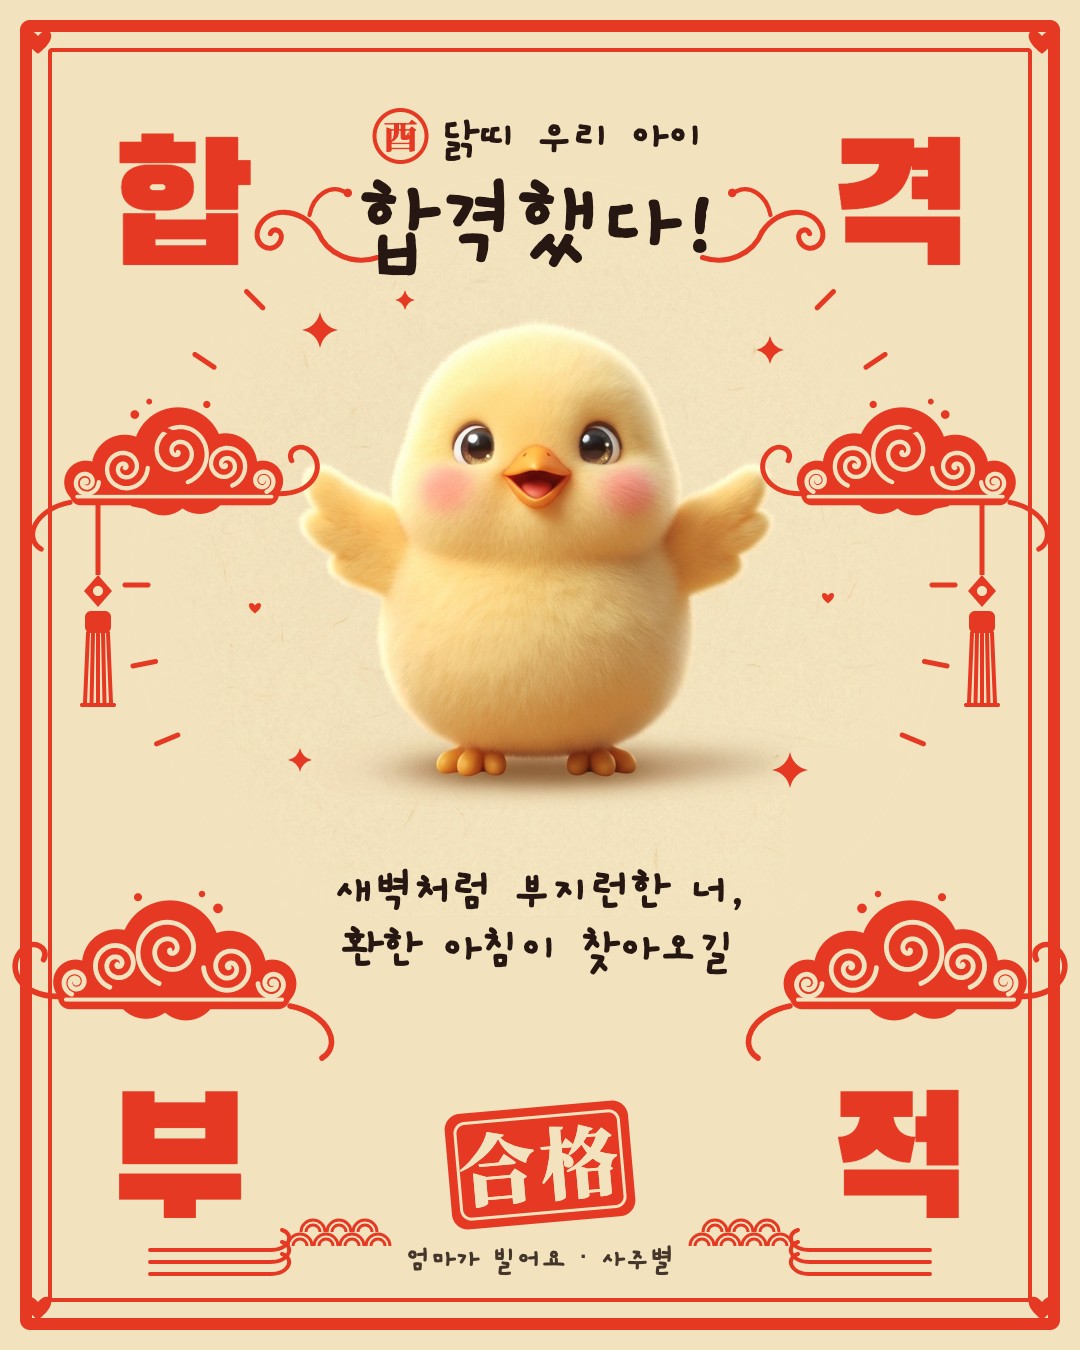 합 격
酉 닭띠 우리 아이
합격했다!
새벽처럼 부지런한 너,
환한 아침이 찾아오길
부 적
合格
엄마가 빌어요 · 사주별